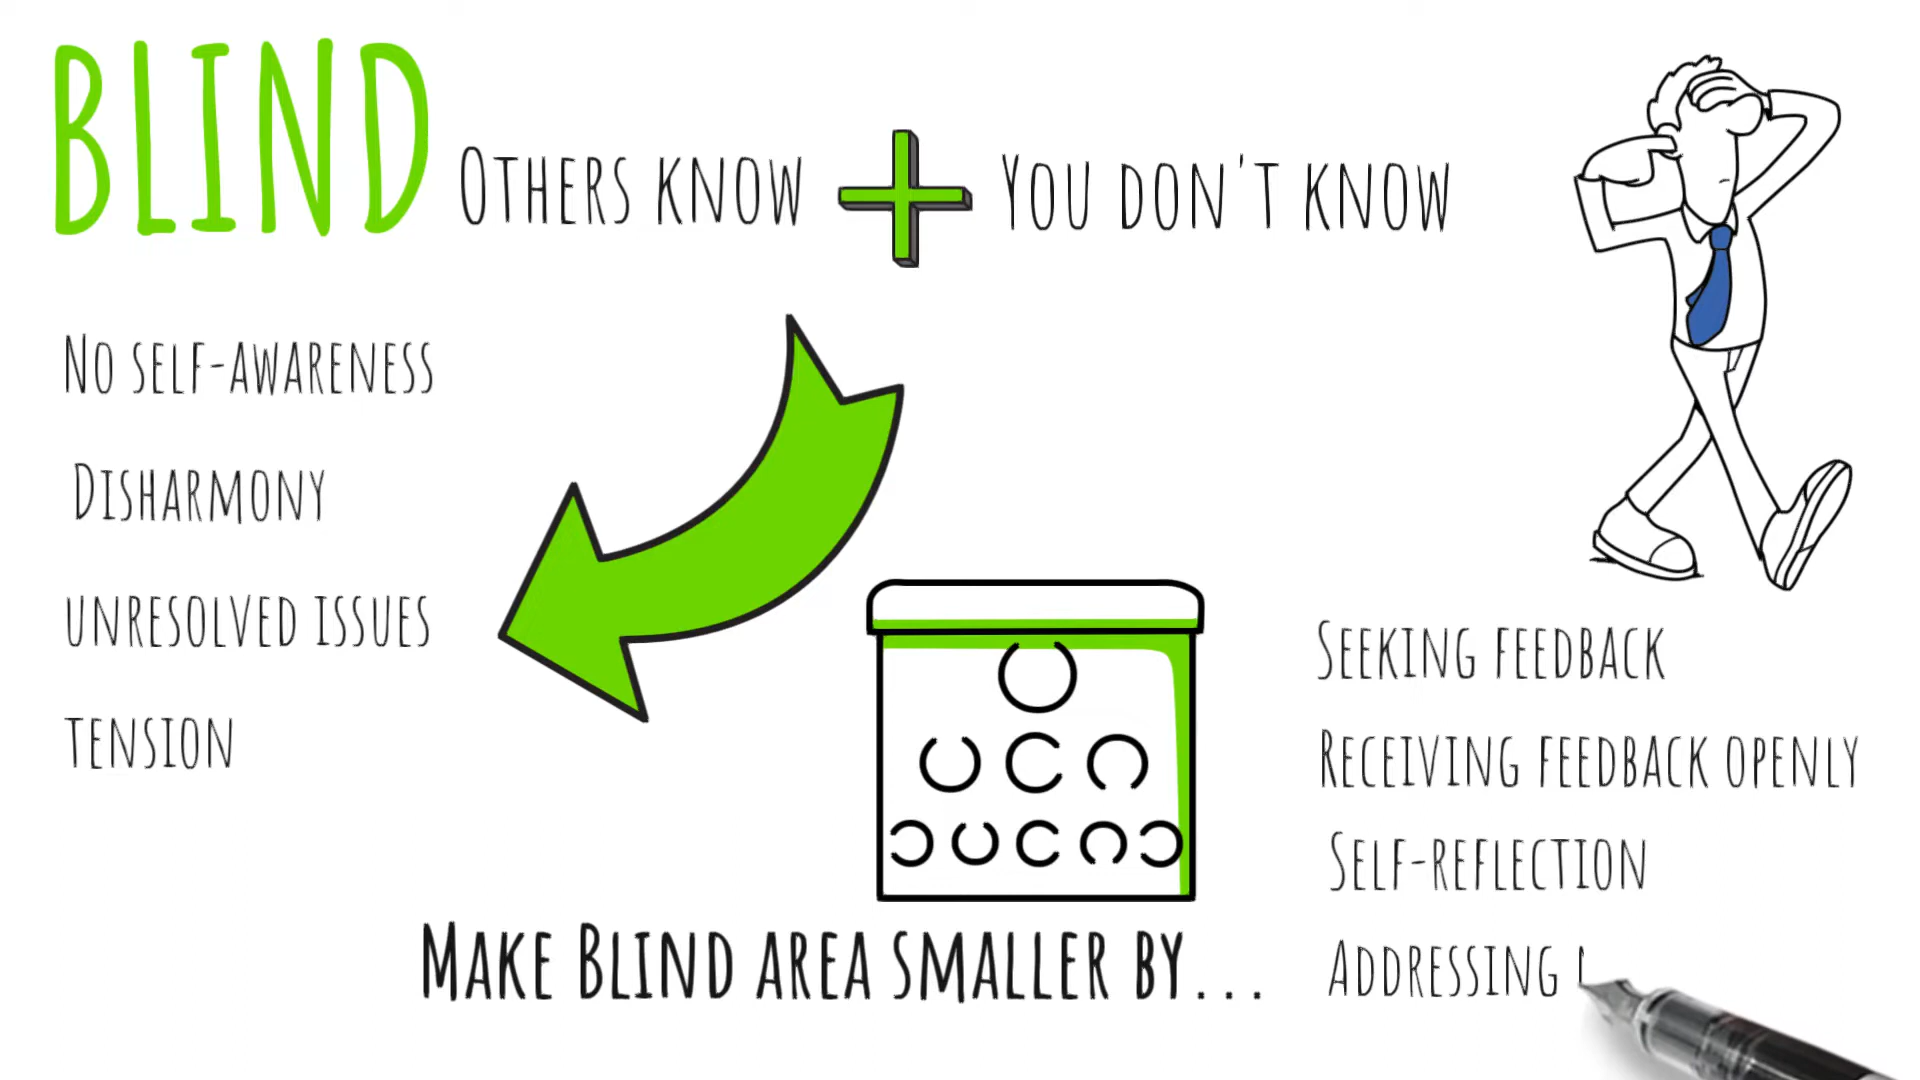 BLIND
OTHERS KNOW
YOU DON'T KNOW
NO SELF-AWARENESS
DISHARMONY
UNRESOLVED ISSUES
TENSION
SEEKING FEEDBACK
RECEIVING FEEDBACK OPENLY
SELF-REFLECTION
MAKE BLIND AREA SMALLER BY...
ADDRESSING